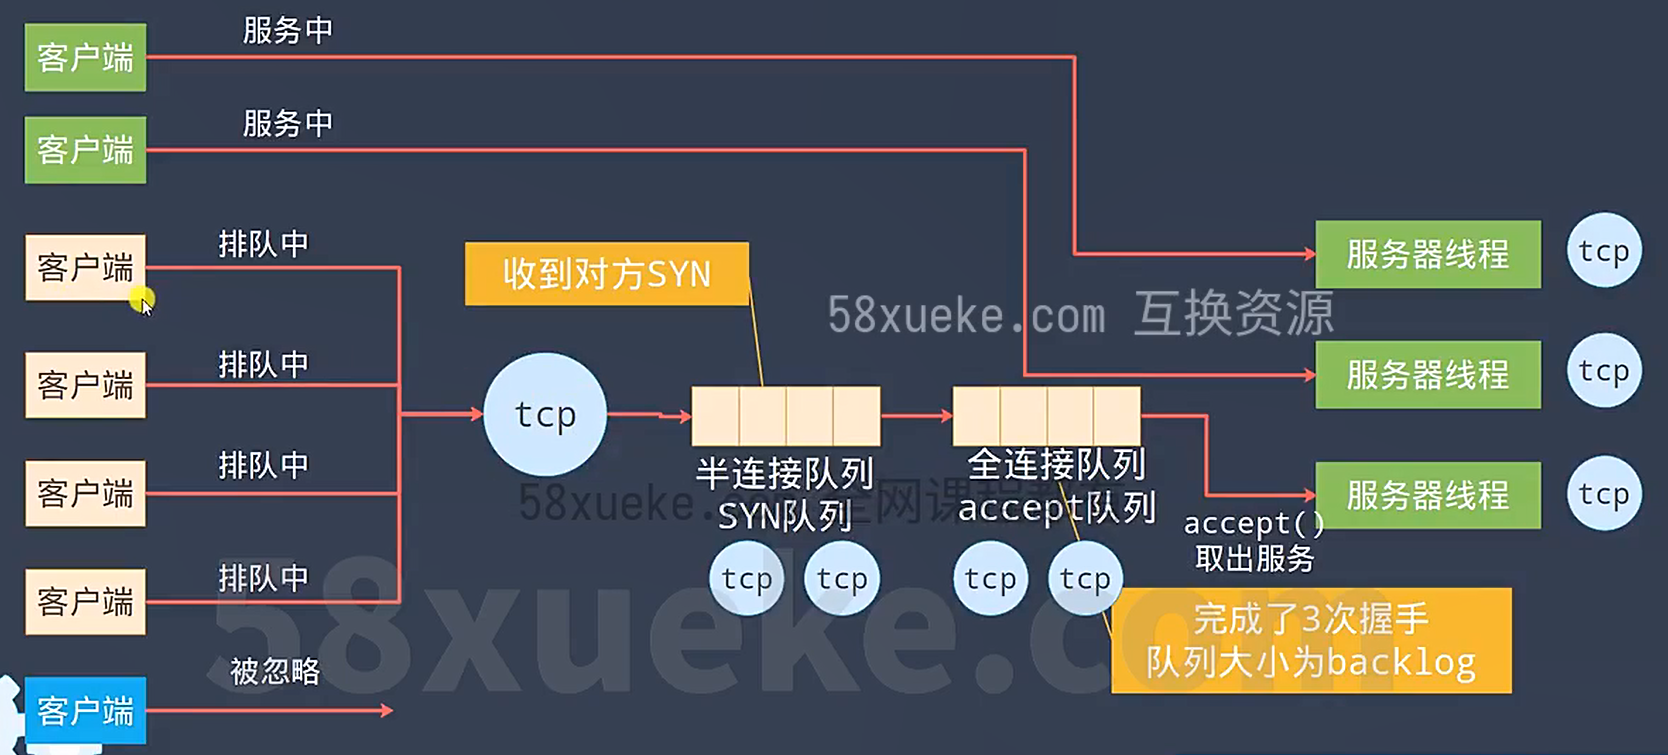 客户端
服务中
客户端
服务中
客户端
排队中
收到对方SYN
58xueke.com 互换资源
服务器线程
tcp
客户端
排队中
tcp
服务器线程
tcp
客户端
排队中
半连接队列
SYN队列
全连接队列
accept队列
服务器线程
tcp
accept()
取出服务
客户端
排队中
tcp
tcp
tcp
tcp
完成了3次握手
队列大小为backlog
58xueke.com
客户端
被忽略